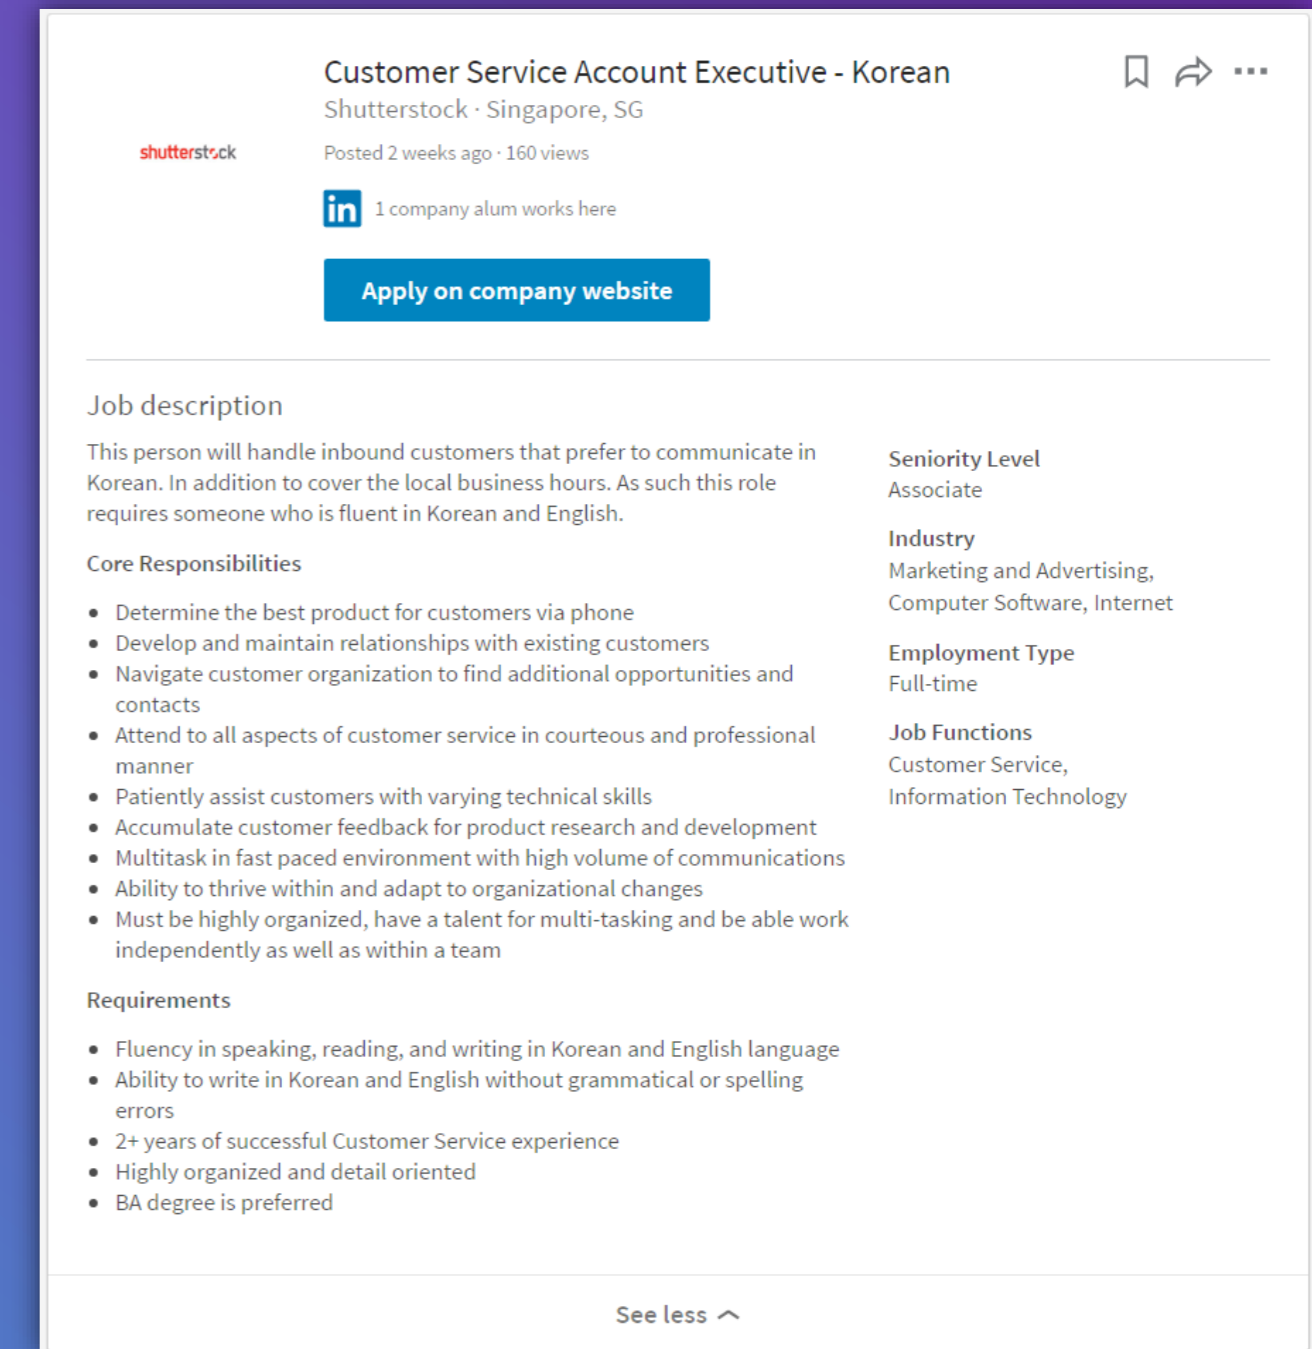 Customer Service Account Executive - Korean
Shutterstock · Singapore, SG
shutterstock
Posted 2 weeks ago · 160 views
in
1 company alum works here
Apply on company website
Job description
This person will handle inbound customers that prefer to communicate in
Korean. In addition to cover the local business hours. As such this role
requires someone who is fluent in Korean and English.
Core Responsibilities
Determine the best product for customers via phone
Develop and maintain relationships with existing customers
Navigate customer organization to find additional opportunities and
contacts
Attend to all aspects of customer service in courteous and professional
manner
Patiently assist customers with varying technical skills
Accumulate customer feedback for product research and development
Multitask in fast paced environment with high volume of communications
Ability to thrive within and adapt to organizational changes
Must be highly organized, have a talent for multi-tasking and be able work
independently as well as within a team
Requirements
Fluency in speaking, reading, and writing in Korean and English language
Ability to write in Korean and English without grammatical or spelling
errors
2+ years of successful Customer Service experience
Highly organized and detail oriented
BA degree is preferred
Seniority Level
Associate
Industry
Marketing and Advertising,
Computer Software, Internet
Employment Type
Full-time
Job Functions
Customer Service,
Information Technology
See less